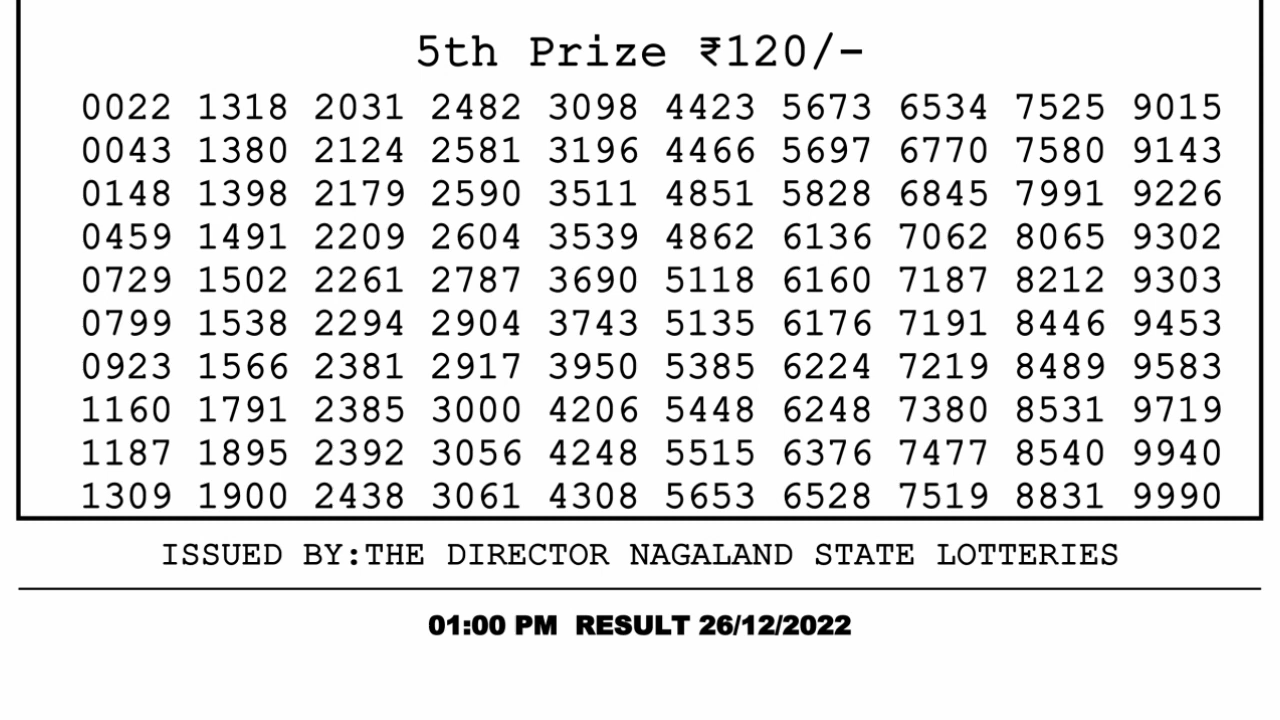 5th Prize ₹120/-
0022 1318 2031 2482 3098 4423 5673 6534 7525 9015
0043 1380 2124 2581 3196 4466 5697 6770 7580 9143
0148 1398 2179 2590 3511 4851 5828 6845 7991 9226
0459 1491 2209 2604 3539 4862 6136 7062 8065 9302
0729 1502 2261 2787 3690 5118 6160 7187 8212 9303
0799 1538 2294 2904 3743 5135 6176 7191 8446 9453
0923 1566 2381 2917 3950 5385 6224 7219 8489 9583
1160 1791 2385 3000 4206 5448 6248 7380 8531 9719
1187 1895 2392 3056 4248 5515 6376 7477 8540 9940
1309 1900 2438 3061 4308 5653 6528 7519 8831 9990
ISSUED BY:THE DIRECTOR NAGALAND STATE LOTTERIES
01:00 PM RESULT 26/12/2022